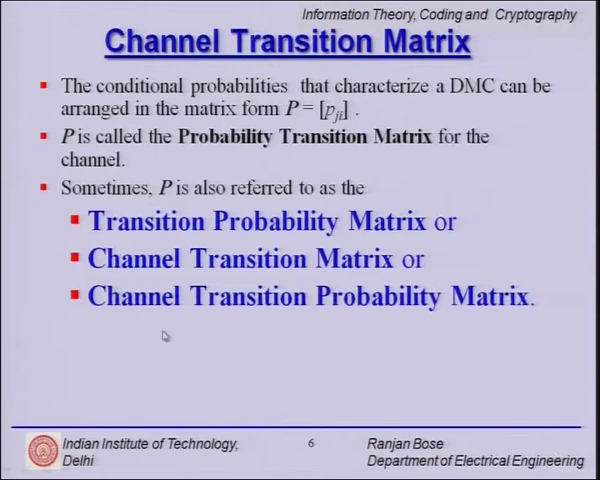 Information Theory, Coding and Cryptography
Channel Transition Matrix
The conditional probabilities that characterize a DMC can be
arranged in the matrix form P = [pji] .
P is called the Probability Transition Matrix for the
channel.
Sometimes, P is also referred to as the
Transition Probability Matrix or
Channel Transition Matrix or
Channel Transition Probability Matrix.
Indian Institute of Technology,
Delhi
6
Ranjan Bose
Department of Electrical Engineering